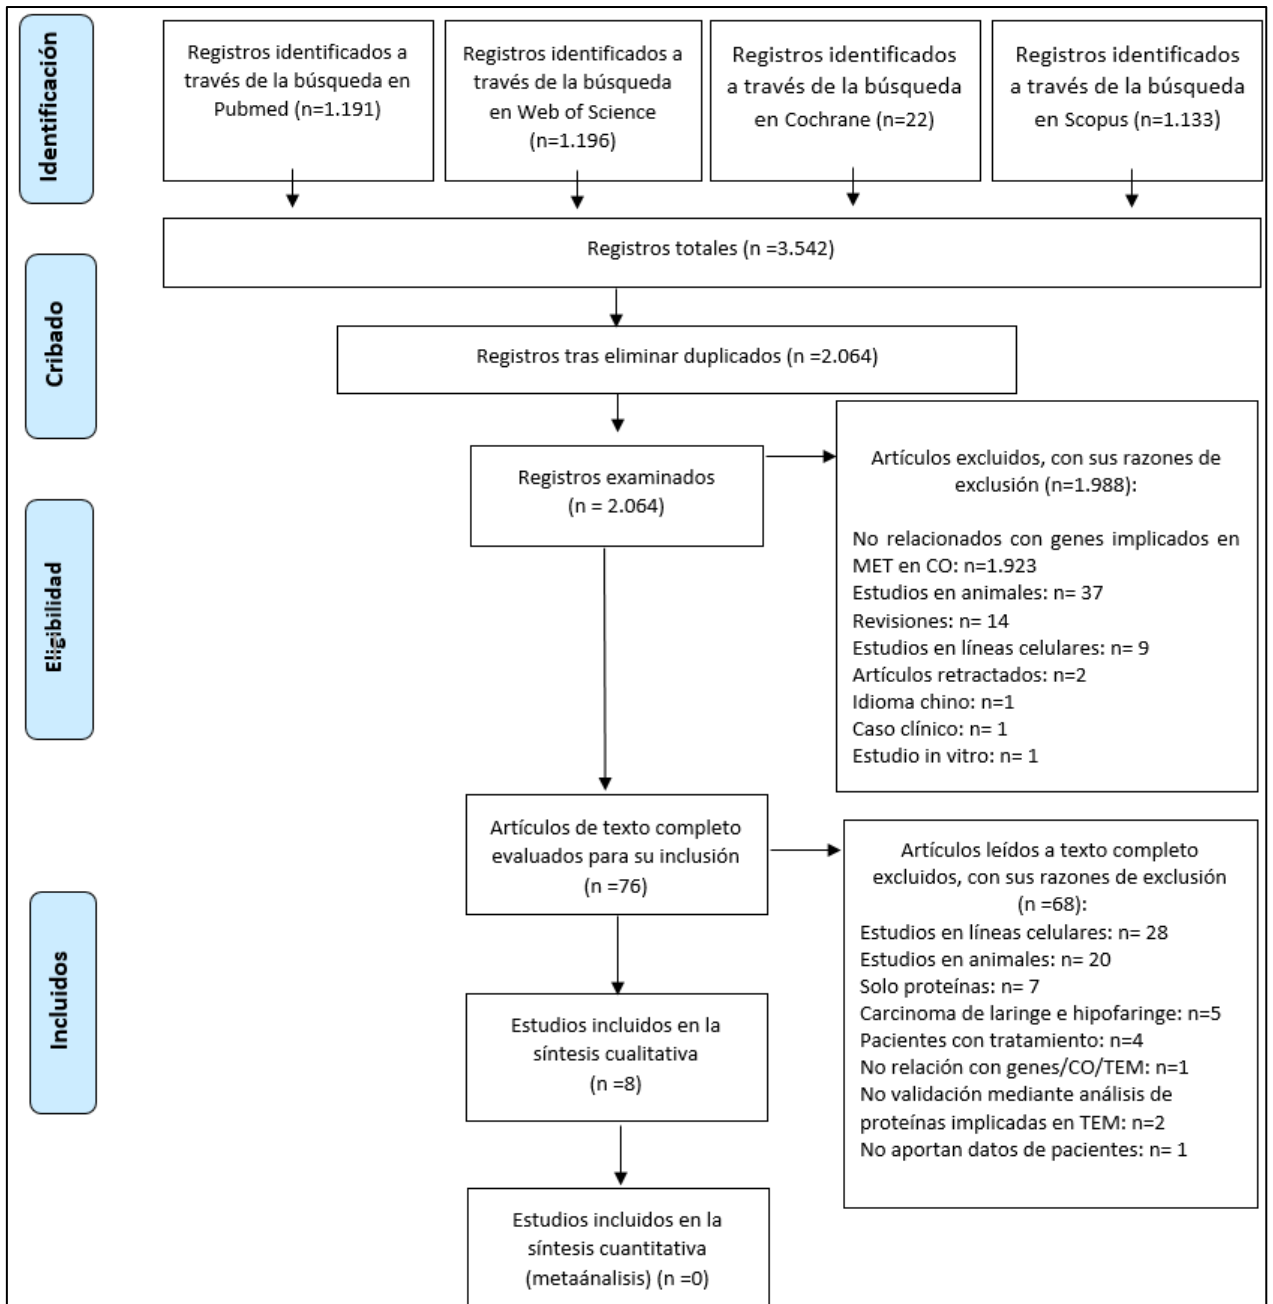 Identificación
Registros identificados a
través de la búsqueda en
Pubmed (n=1.191)
Registros identificados a
través de la búsqueda
en Web of Science
(n=1.196)
Registros identificados
a través de la búsqueda
en Cochrane (n=22)
Registros identificados
a través de la búsqueda
en Scopus (n=1.133)
Registros totales (n =3.542)
Cribado
Registros tras eliminar duplicados (n =2.064)
Registros examinados
(n = 2.064)
Artículos excluidos, con sus razones de
exclusión (n=1.988):
No relacionados con genes implicados en
MET en CO: n=1.923
Estudios en animales: n= 37
Revisiones: n= 14
Estudios en líneas celulares: n= 9
Artículos retractados: n=2
Idioma chino: n=1
Caso clínico: n= 1
Estudio in vitro: n= 1
Eligibilidad
Artículos de texto completo
evaluados para su inclusión
(n =76)
Artículos leídos a texto completo
excluidos, con sus razones de exclusión
(n =68):
Estudios en líneas celulares: n= 28
Estudios en animales: n= 20
Solo proteínas: n= 7
Carcinoma de laringe e hipofaringe: n=5
Pacientes con tratamiento: n=4
No relación con genes/CO/TEM: n=1
No validación mediante análisis de
proteínas implicadas en TEM: n=2
No aportan datos de pacientes: n= 1
Incluidos
Estudios incluidos en la
síntesis cualitativa
(n =8)
Estudios incluidos en la
síntesis cuantitativa
(metaánalisis) (n =0)